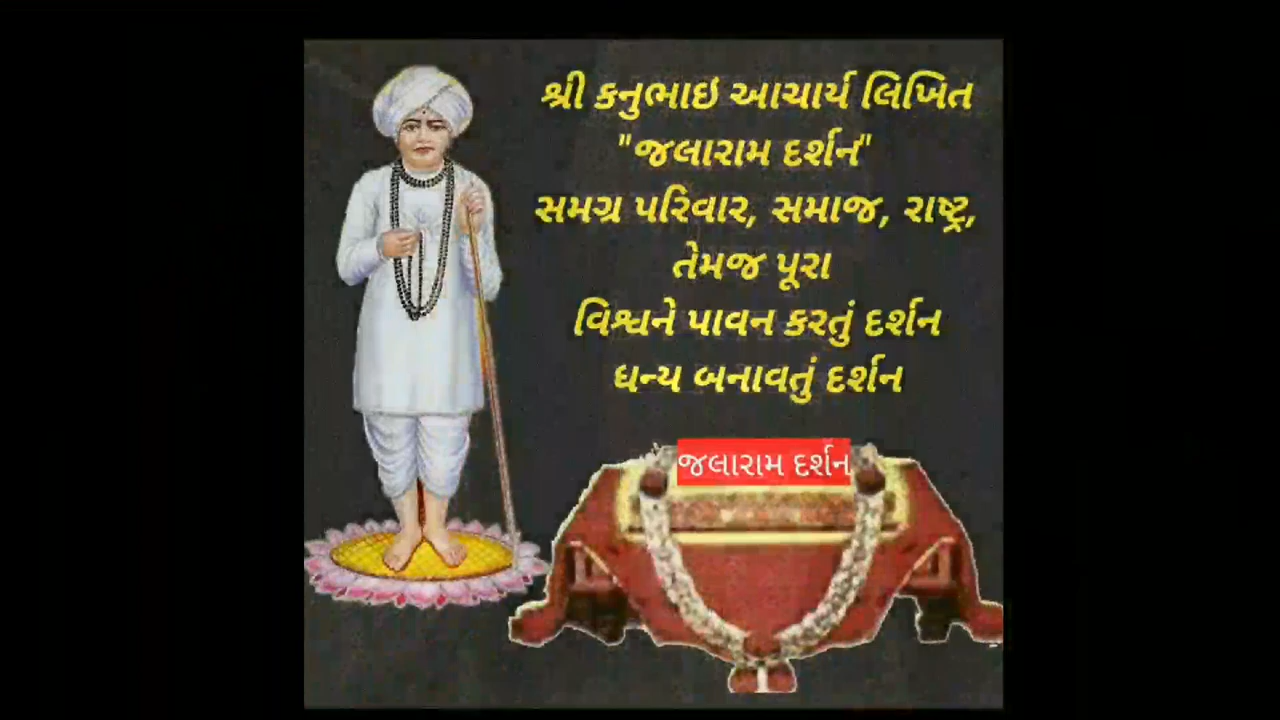 શ્રી કનુભાઇ આચાર્ય લિખિત
"જલારામ દર્શન"
સમગ્ર પરિવાર, સમાજ, રાષ્ટ્ર,
તેમજ પૂરા
વિશ્વને પાવન કરતું દર્શન
ધન્ય બનાવતું દર્શન
જલારામ દર્શન